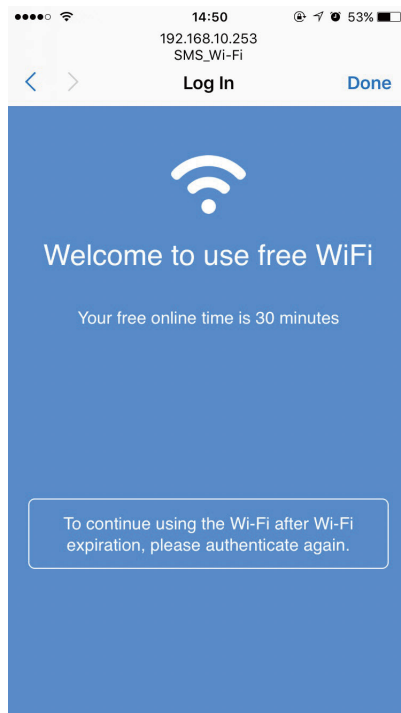 14:50 53%
192.168.10.253
SMS_Wi-Fi
Log In Done
Welcome to use free WiFi
Your free online time is 30 minutes
To continue using the Wi-Fi after Wi-Fi
expiration, please authenticate again.